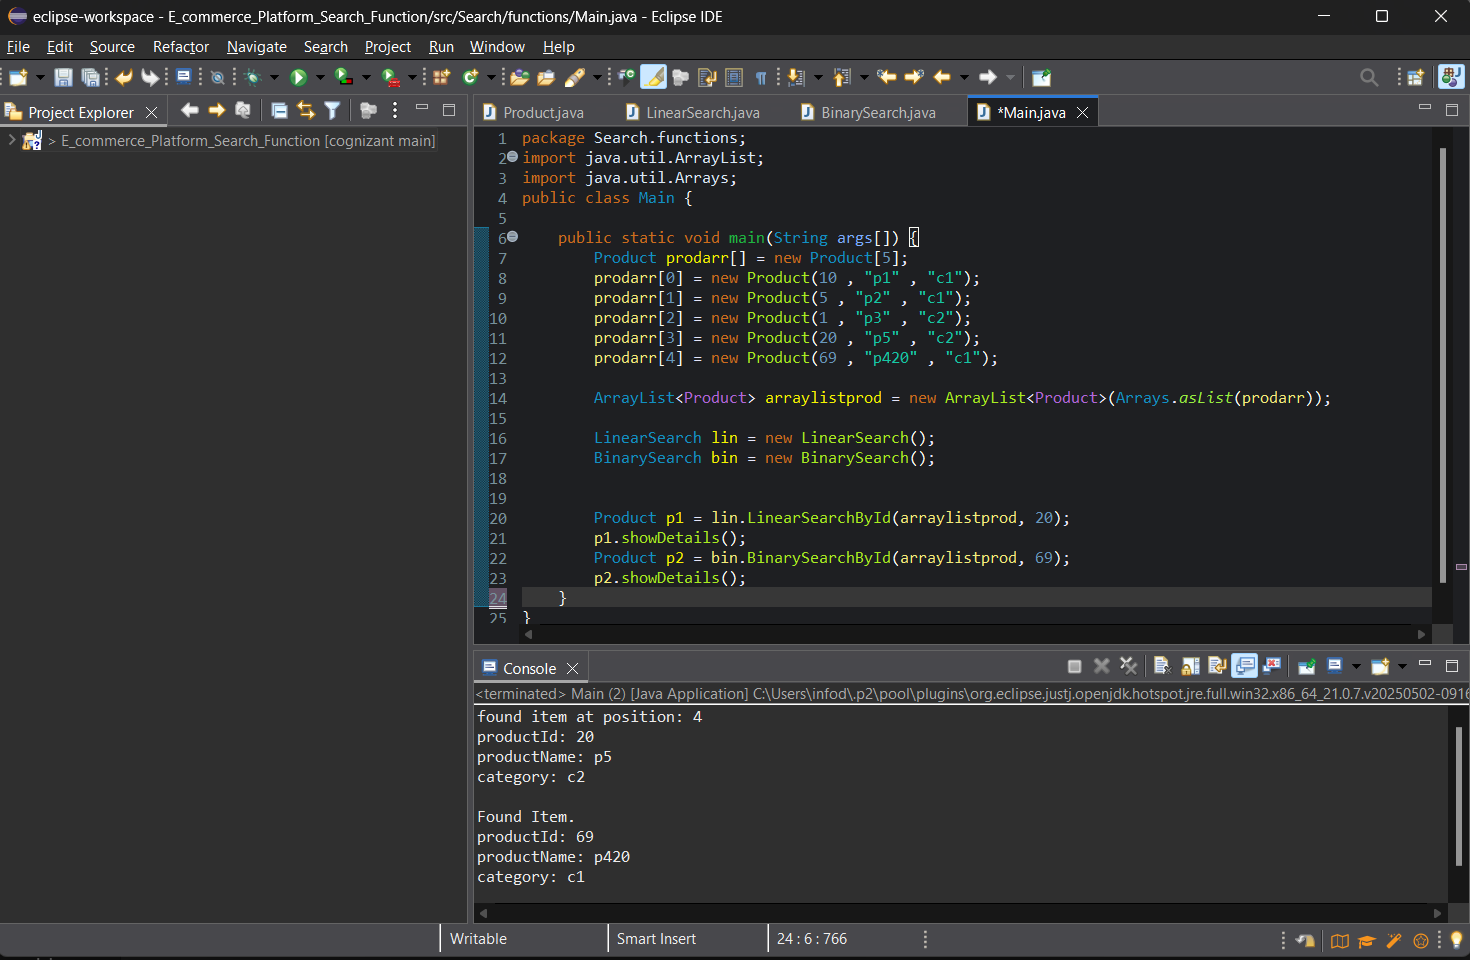 eclipse-workspace - E_commerce_Platform_Search_Function/src/Search/functions/Main.java - Eclipse IDE
File Edit Source Refactor Navigate Search Project Run Window Help
Project Explorer
> E_commerce_Platform_Search_Function [cognizant main]
Product.java LinearSearch.java BinarySearch.java *Main.java
1 package Search.functions;
2 import java.util.ArrayList;
3 import java.util.Arrays;
4 public class Main {
5
6 public static void main(String args[]) {
7 Product prodarr[] = new Product[5];
8 prodarr[0] = new Product(10 , "p1" , "c1");
9 prodarr[1] = new Product(5 , "p2" , "c1");
10 prodarr[2] = new Product(1 , "p3" , "c2");
11 prodarr[3] = new Product(20 , "p5" , "c2");
12 prodarr[4] = new Product(69 , "p420" , "c1");
13
14 ArrayList<Product> arraylistprod = new ArrayList<Product>(Arrays.asList(prodarr));
15
16 LinearSearch lin = new LinearSearch();
17 BinarySearch bin = new BinarySearch();
18
19
20 Product p1 = lin.LinearSearchById(arraylistprod, 20);
21 p1.showDetails();
22 Product p2 = bin.BinarySearchById(arraylistprod, 69);
23 p2.showDetails();
24 }
25 }
Console
<terminated> Main (2) [Java Application] C:\Users\infod\.p2\pool\plugins\org.eclipse.justj.openjdk.hotspot.jre.full.win32.x86_64_21.0.7.v20250502-0916
found item at position: 4
productId: 20
productName: p5
category: c2
Found Item.
productId: 69
productName: p420
category: c1
Writable Smart Insert 24 : 6 : 766